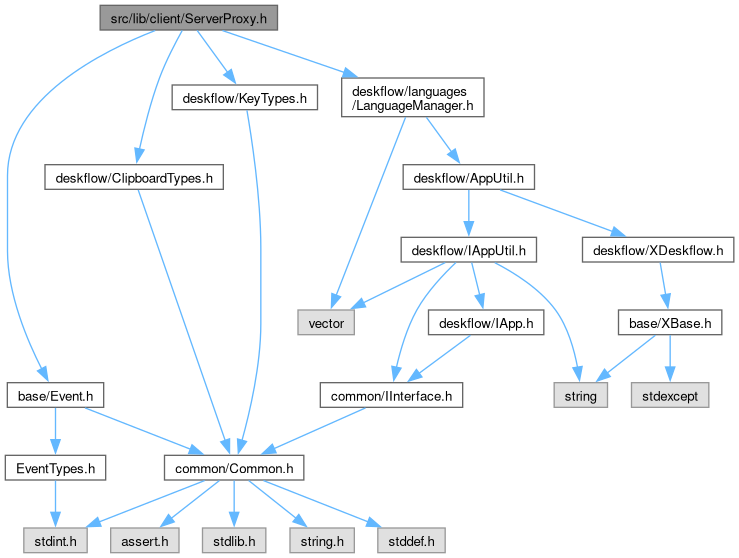 src/lib/client/ServerProxy.h
deskflow/KeyTypes.h
deskflow/languages
/LanguageManager.h
deskflow/ClipboardTypes.h
deskflow/AppUtil.h
deskflow/IAppUtil.h
deskflow/XDeskflow.h
vector
deskflow/IApp.h
base/XBase.h
base/Event.h
common/IInterface.h
string
stdexcept
EventTypes.h
common/Common.h
stdint.h
assert.h
stdlib.h
string.h
stddef.h